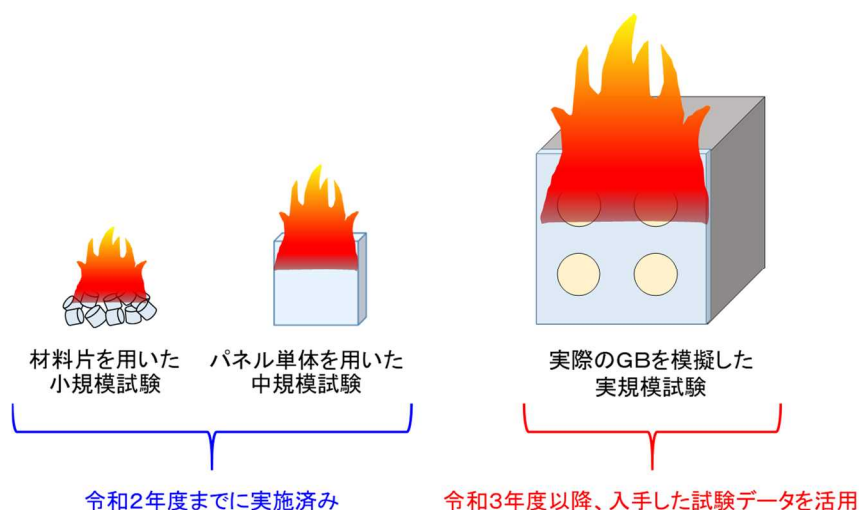 材料片を用いた
小規模試験
パネル単体を用いた
中規模試験
実際のGBを模擬した
実規模試験
令和2年度までに実施済み
令和3年度以降、入手した試験データを活用